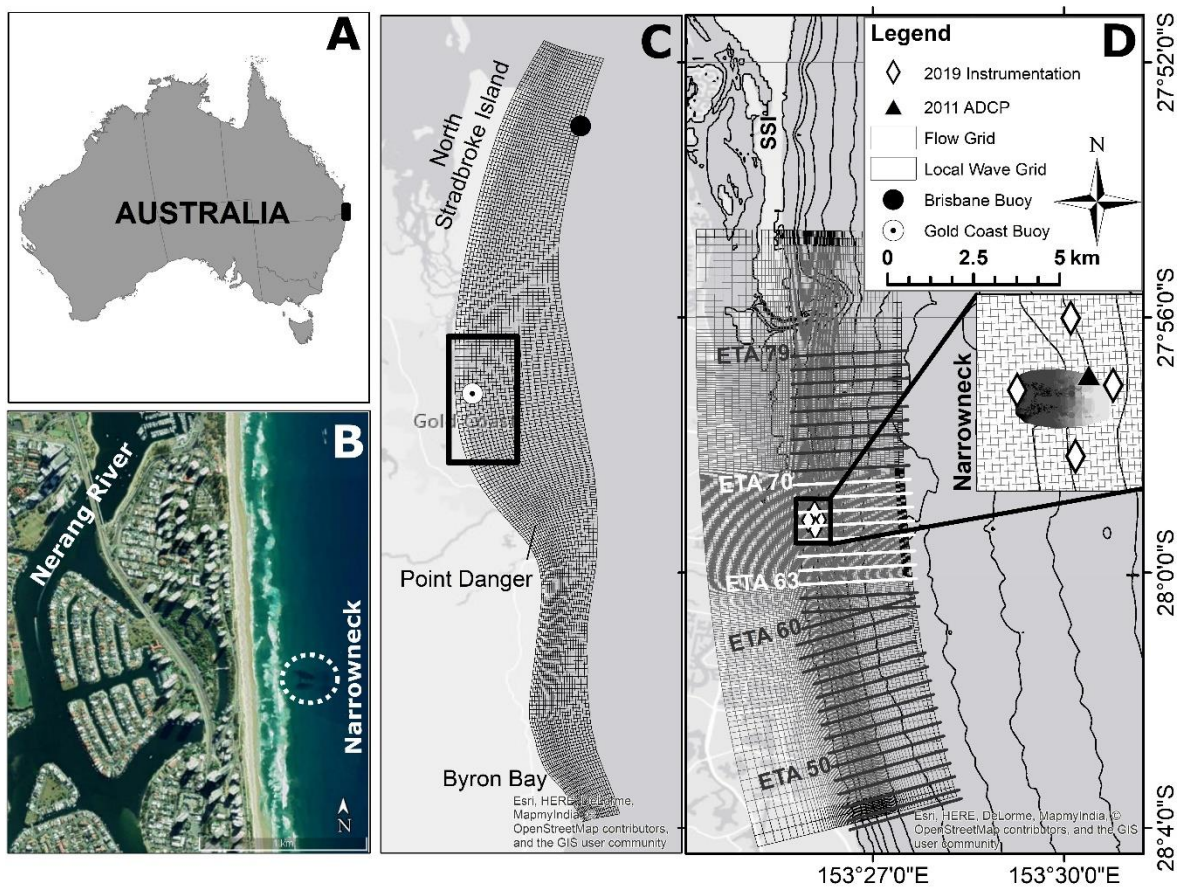 A
AUSTRALIA
B
Nerang River
Narrowneck
N
1 km
C
North
Stradbroke Island
Gold Coast
Point Danger
Byron Bay
Esri, HERE, DeLorme,
MapmyIndia, ©
OpenStreetMap contributors,
and the GIS user community
D
Legend
2019 Instrumentation
2011 ADCP
Flow Grid
Local Wave Grid
Brisbane Buoy
Gold Coast Buoy
N
0 2.5 5 km
SSI
ETA 79
ETA 70
ETA 63
ETA 60
ETA 50
Narrowneck
Esri, HERE, DeLorme, MapmyIndia, ©
OpenStreetMap contributors, and the GIS
user community
27°52'0"S
27°56'0"S
28°0'0"S
28°4'0"S
153°27'0"E
153°30'0"E